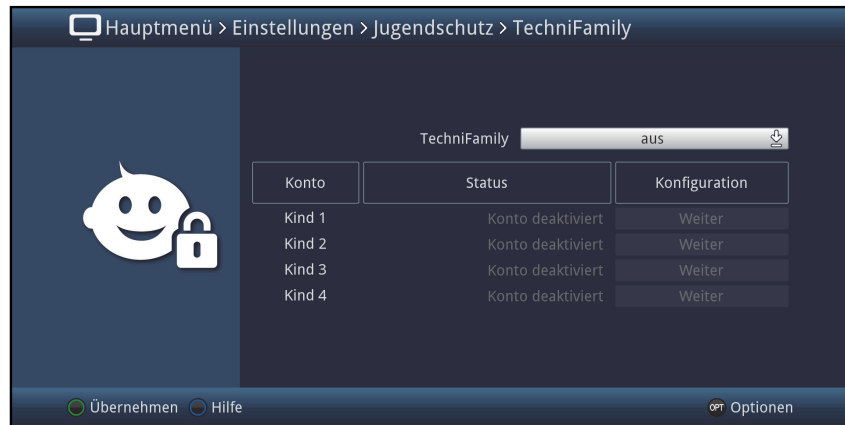 Hauptmenü > Einstellungen > Jugendschutz > TechniFamily
TechniFamily aus
Konto Status Konfiguration
Kind 1 Konto deaktiviert Weiter
Kind 2 Konto deaktiviert Weiter
Kind 3 Konto deaktiviert Weiter
Kind 4 Konto deaktiviert Weiter
Übernehmen Hilfe OPT Optionen